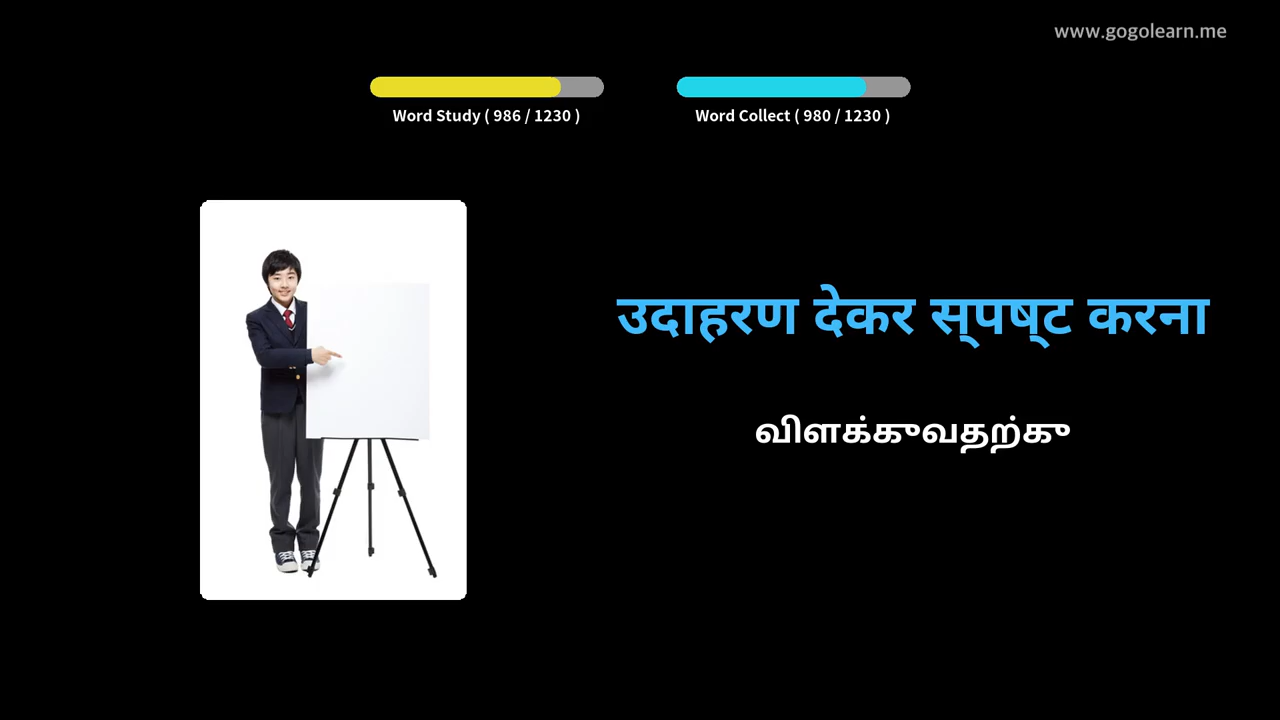 www.gogolearn.me
Word Study ( 986 / 1230 )
Word Collect ( 980 / 1230 )
उदाहरण देकर स्पष्ट करना
விளக்குவதற்கு